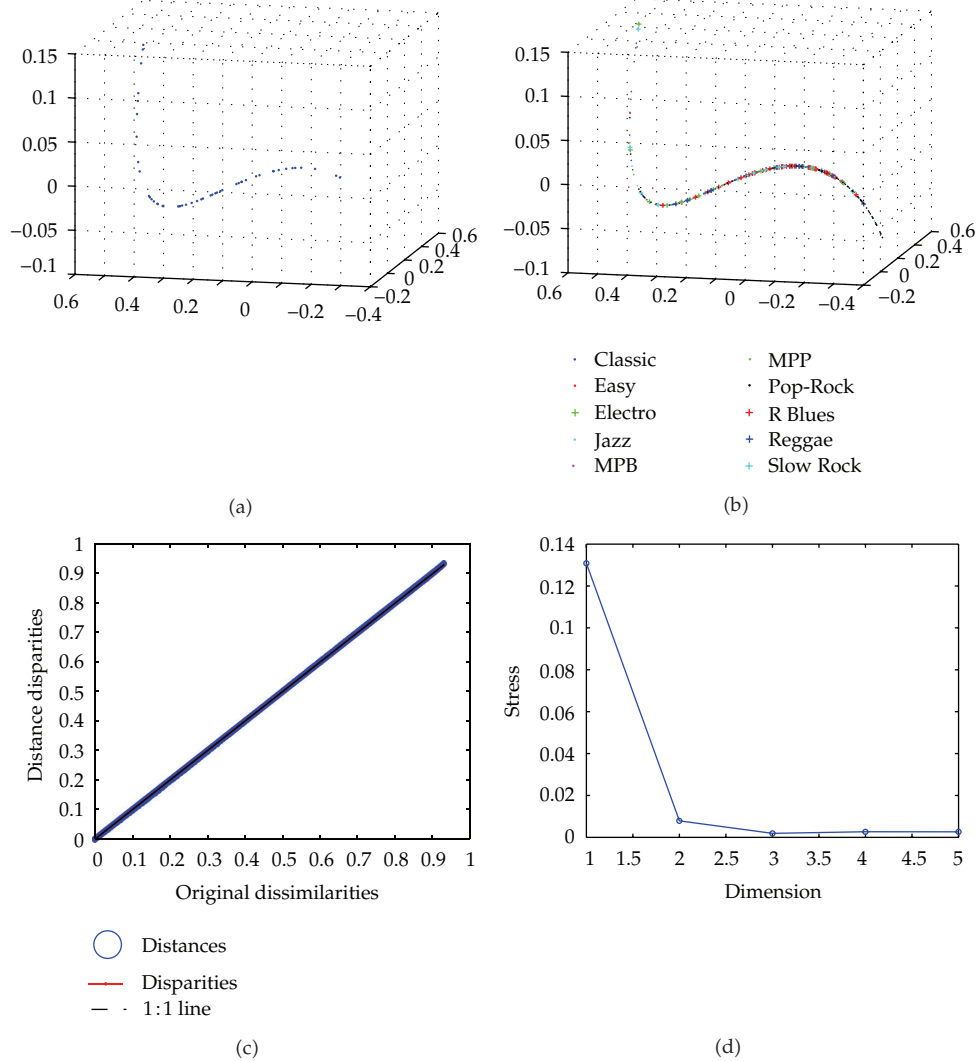 0.15
0.1
0.05
0
−0.05
−0.1
0.6
0.4
0.2
0
−0.2
−0.4
−0.2
0
0.2
0.4
0.6
(a)
0.15
0.1
0.05
0
−0.05
−0.1
0.6
0.4
0.2
0
−0.2
−0.4
−0.2
0
0.2
0.4
0.6
Classic
Easy
Electro
Jazz
MPB
MPP
Pop-Rock
R Blues
Reggae
Slow Rock
(b)
1
0.9
0.8
0.7
0.6
0.5
0.4
0.3
0.2
0.1
0
Distance disparities
0 0.1 0.2 0.3 0.4 0.5 0.6 0.7 0.8 0.9 1
Original dissimilarities
Distances
Disparities
1:1 line
(c)
0.14
0.12
0.1
0.08
0.06
0.04
0.02
0
Stress
1 1.5 2 2.5 3 3.5 4 4.5 5
Dimension
(d)